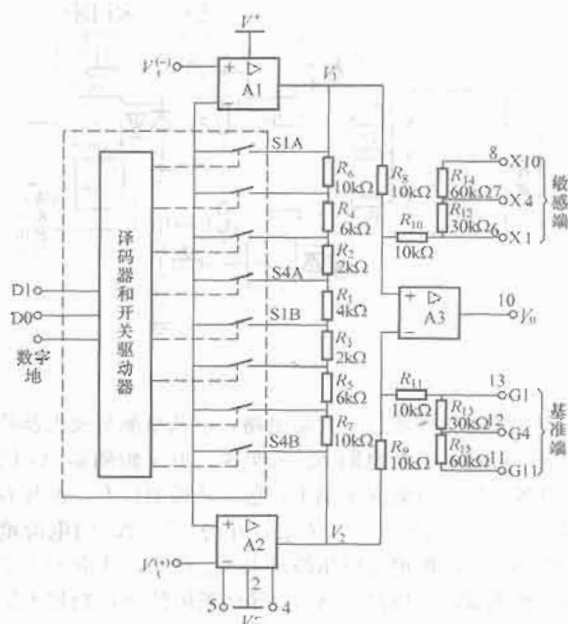 V⁺
V₁⁽⁻⁾
+
▷
A1
V₁
S1A
R₆
10kΩ
R₄
6kΩ
R₂
2kΩ
S4A
R₁
4kΩ
S1B
R₃
2kΩ
R₅
6kΩ
R₇
10kΩ
S4B
R₈
10kΩ
R₁₀
10kΩ
R₁₄
60kΩ
R₁₂
30kΩ
8
X10
7
X4
6
X1
敏感端
+
▷
A3
−
10
V₀
D1
D0
数字地
译码器和开关驱动器
R₁₁
10kΩ
R₁₃
30kΩ
R₁₅
60kΩ
13
G1
12
G4
11
G11
基准端
R₉
10kΩ
+
▷
A2
−
V₂
V₁⁽⁺⁾
5
2
4
V⁻